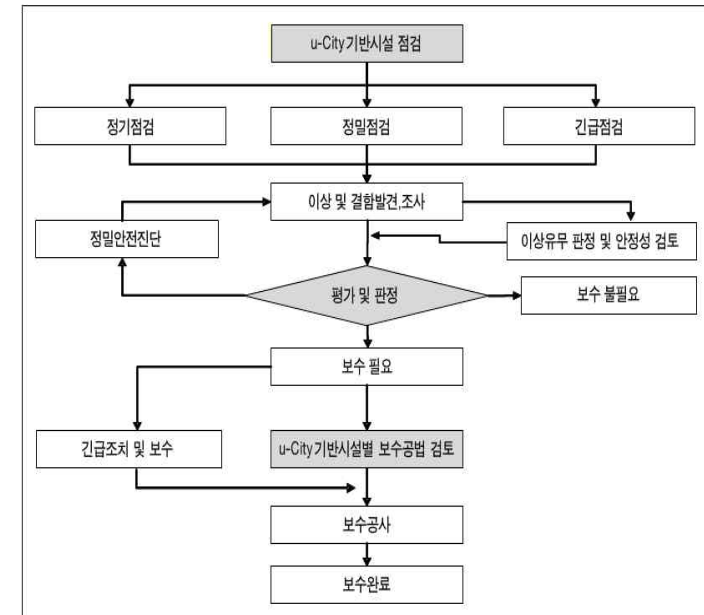 u-City기반시설 점검
정기점검
정밀점검
긴급점검
이상 및 결함발견,조사
정밀안전진단
이상유무 판정 및 안정성 검토
평가 및 판정
보수 불필요
보수 필요
긴급조치 및 보수
u-City기반시설별 보수공법 검토
보수공사
보수완료